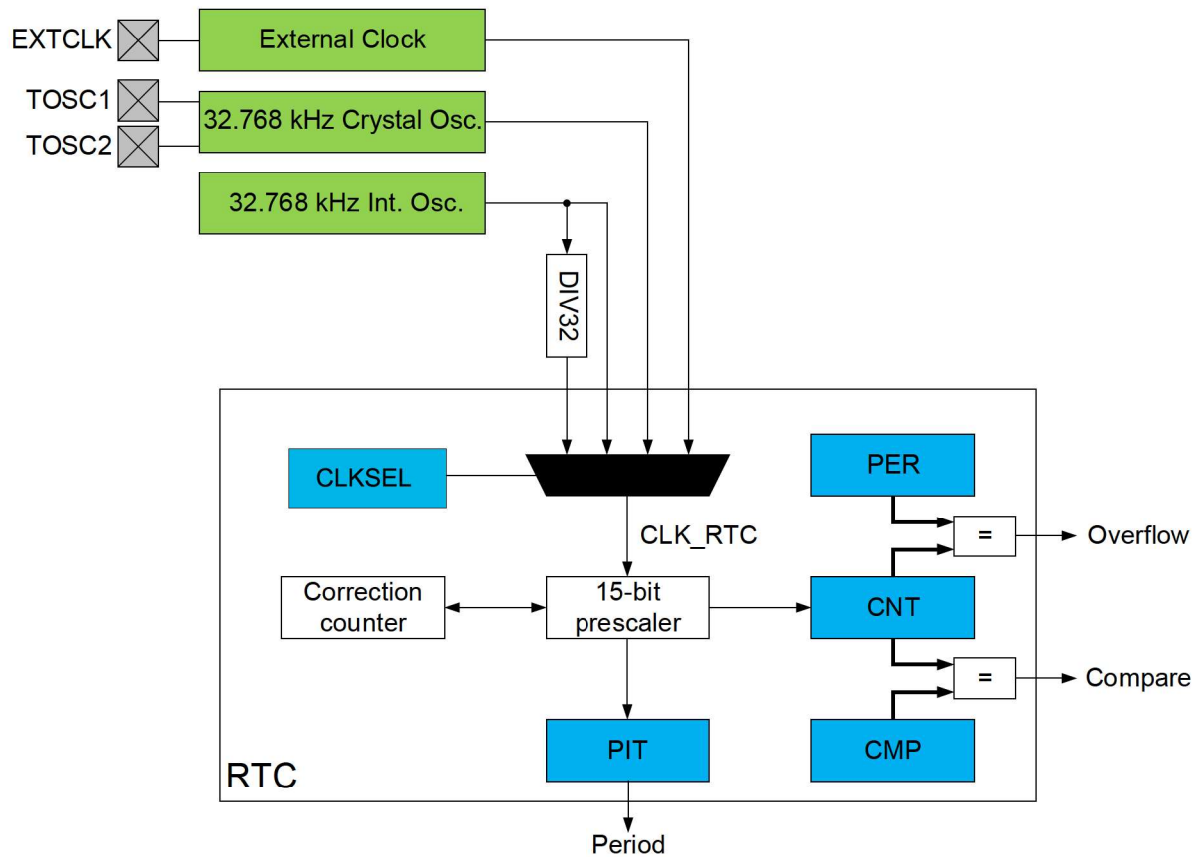 EXTCLK
External Clock
TOSC1
TOSC2
32.768 kHz Crystal Osc.
32.768 kHz Int. Osc.
DIV32
CLKSEL
PER
CLK_RTC
=
Overflow
Correction
counter
15-bit
prescaler
CNT
=
Compare
PIT
CMP
RTC
Period